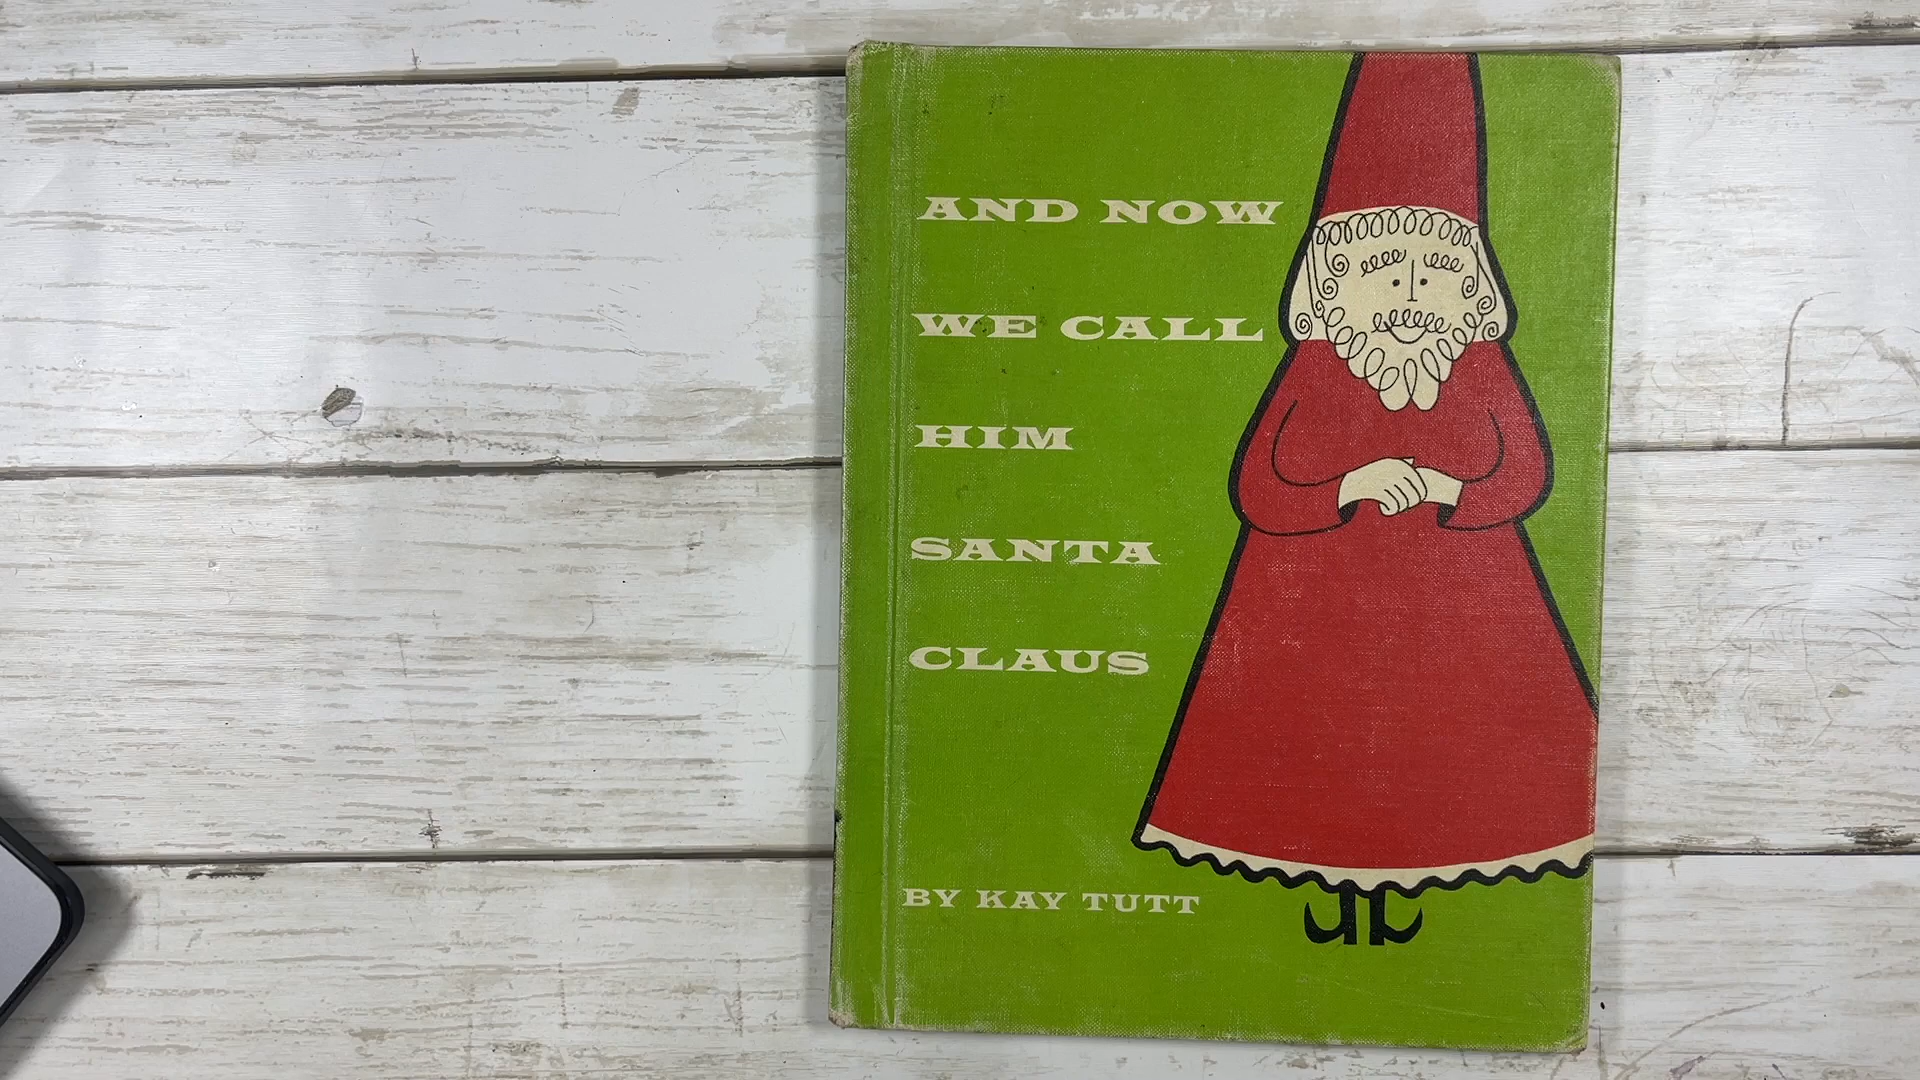 AND NOW
WE CALL
HIM
SANTA
CLAUS
BY KAY TUTT